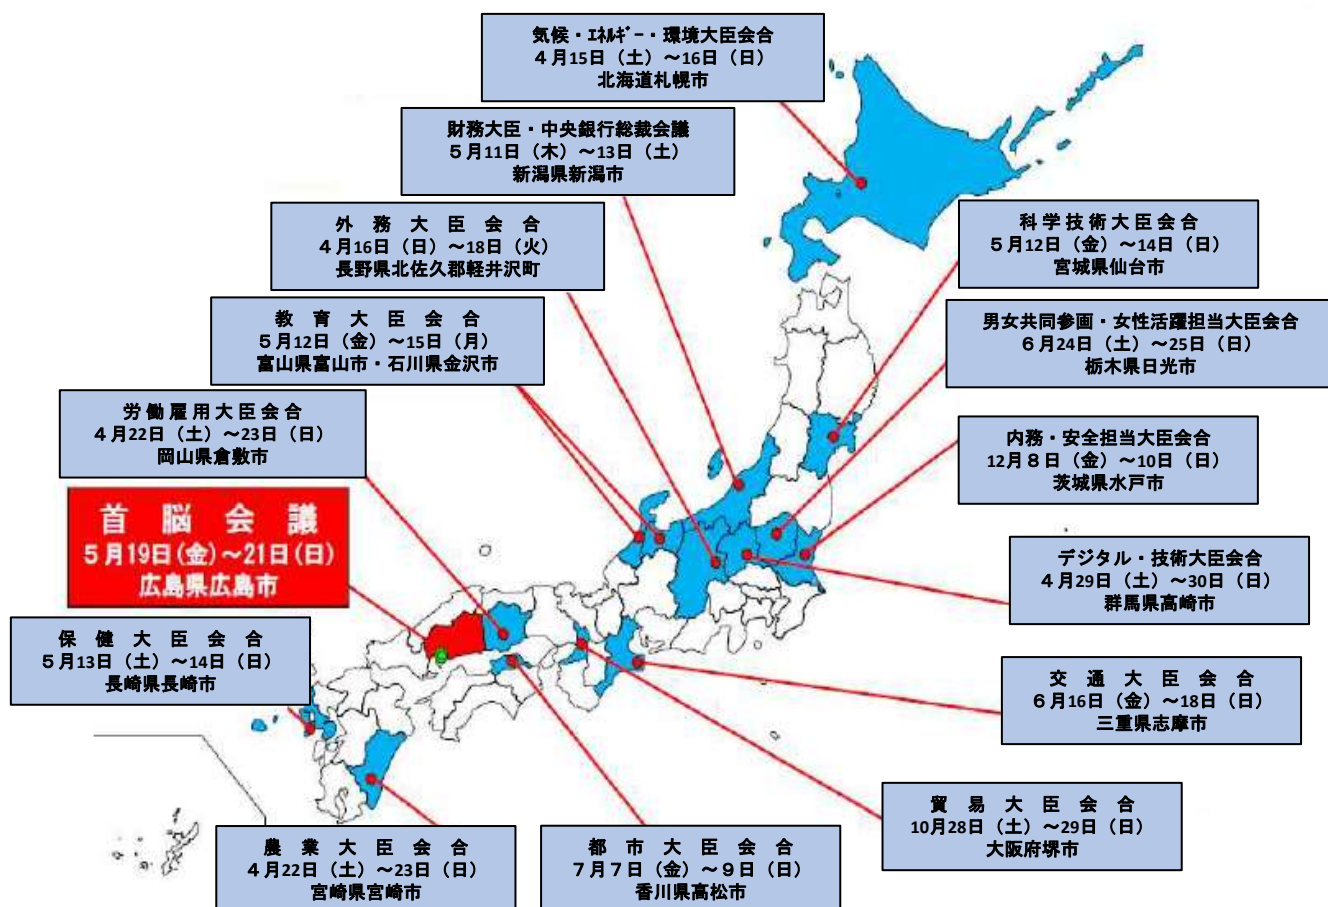 気候・ｴﾈﾙｷﾞｰ・環境大臣会合
４月15日（土）～16日（日）
北海道札幌市
財務大臣・中央銀行総裁会議
５月11日（木）～13日（土）
新潟県新潟市
外務大臣会合
４月16日（日）～18日（火）
長野県北佐久郡軽井沢町
教育大臣会合
５月12日（金）～15日（月）
富山県富山市・石川県金沢市
労働雇用大臣会合
４月22日（土）～23日（日）
岡山県倉敷市
首脳会議
５月19日(金)～21日(日)
広島県広島市
保健大臣会合
５月13日（土）～14日（日）
長崎県長崎市
農業大臣会合
４月22日（土）～23日（日）
宮崎県宮崎市
都市大臣会合
７月７日（金）～９日（日）
香川県高松市
科学技術大臣会合
５月12日（金）～14日（日）
宮城県仙台市
男女共同参画・女性活躍担当大臣会合
６月24日（土）～25日（日）
栃木県日光市
内務・安全担当大臣会合
12月８日（金）～10日（日）
茨城県水戸市
デジタル・技術大臣会合
４月29日（土）～30日（日）
群馬県高崎市
交通大臣会合
６月16日（金）～18日（日）
三重県志摩市
貿易大臣会合
10月28日（土）～29日（日）
大阪府堺市